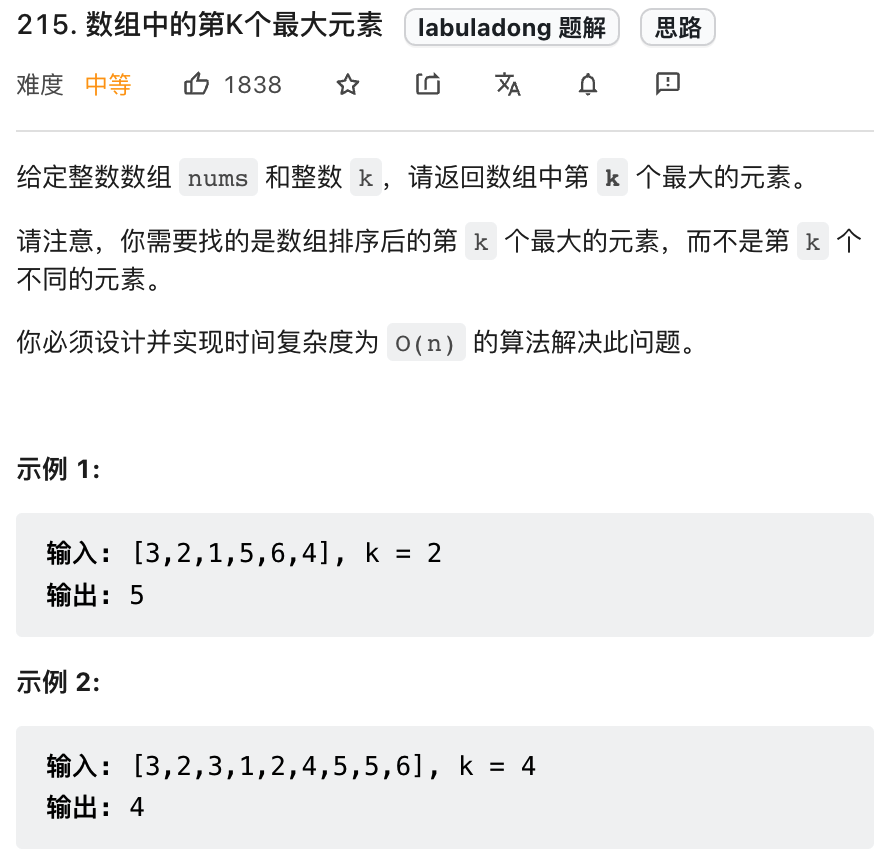 215. 数组中的第K个最大元素 labuladong 题解 思路
难度 中等 1838
给定整数数组 nums 和整数 k，请返回数组中第 k 个最大的元素。
请注意，你需要找的是数组排序后的第 k 个最大的元素，而不是第 k 个
不同的元素。
你必须设计并实现时间复杂度为 O(n) 的算法解决此问题。
示例 1:
输入: [3,2,1,5,6,4], k = 2
输出: 5
示例 2:
输入: [3,2,3,1,2,4,5,5,6], k = 4
输出: 4